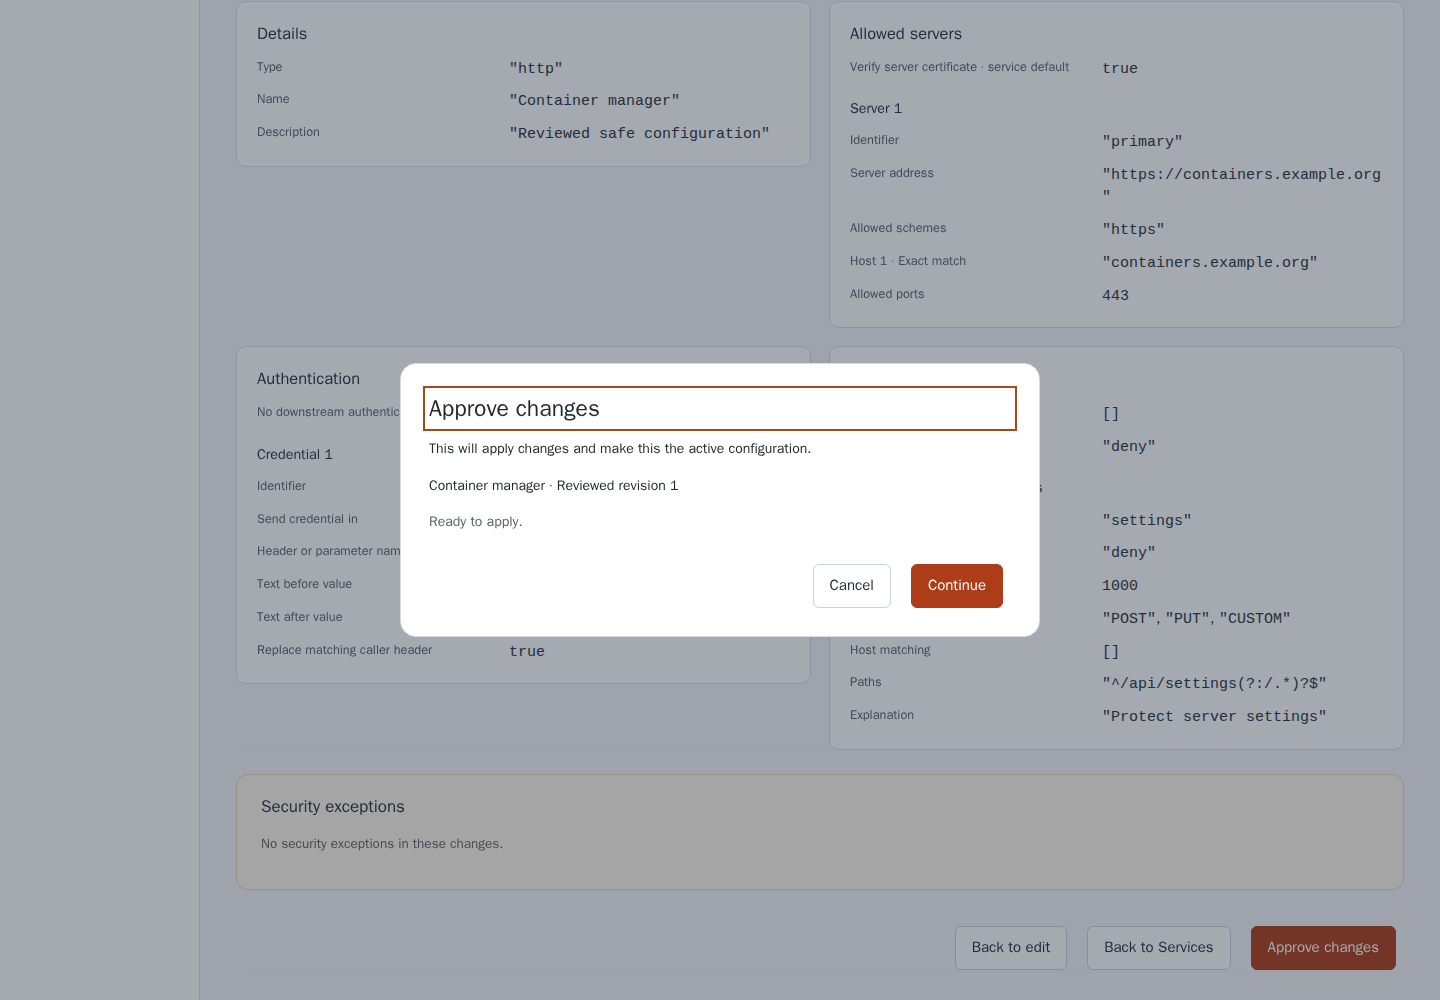 Details
Type "http"
Name "Container manager"
Description "Reviewed safe configuration"
Allowed servers
Verify server certificate · service default true
Server 1
Identifier "primary"
Server address "https://containers.example.org
"
Allowed schemes "https"
Host 1 · Exact match "containers.example.org"
Allowed ports 443
Authentication
No downstream
Credential 1
Identifier
Send credential in
Header or parameter
Text before value
Text after value
Replace matching caller header true
[]
"deny"
"settings"
"deny"
1000
"POST", "PUT", "CUSTOM"
Host matching []
Paths "^/api/settings(?:/.*)?$"
Explanation "Protect server settings"
Approve changes
This will apply changes and make this the active configuration.
Container manager · Reviewed revision 1
Ready to apply.
Cancel
Continue
Security exceptions
No security exceptions in these changes.
Back to edit
Back to Services
Approve changes